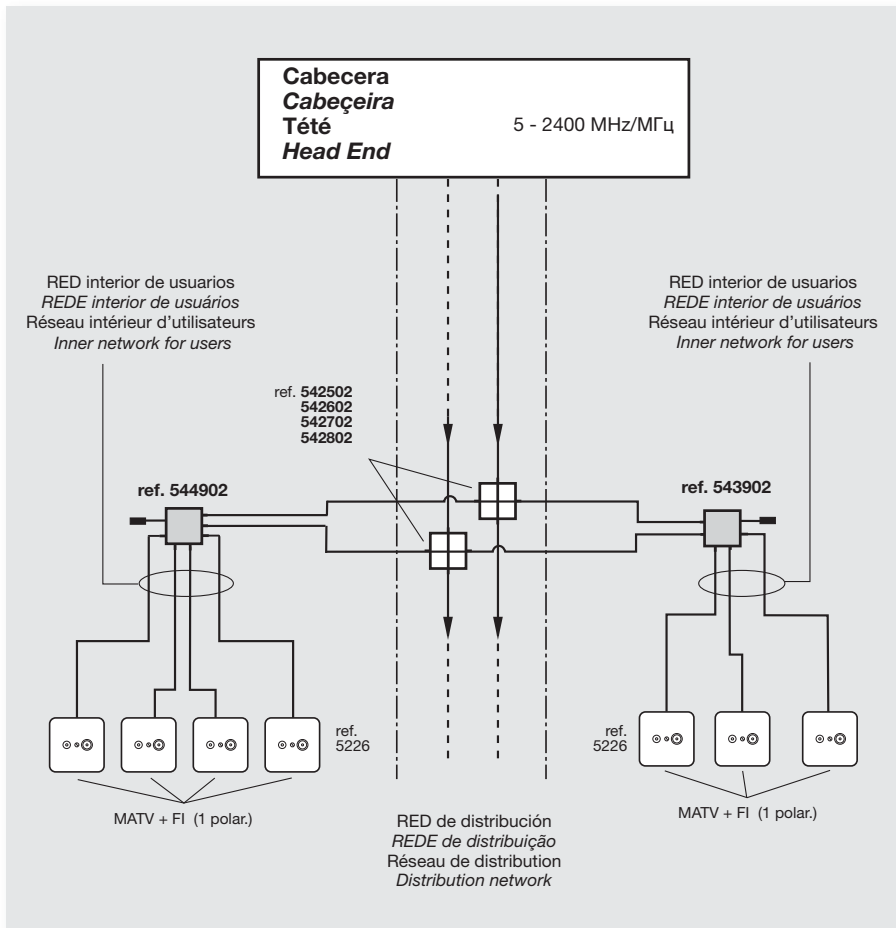 Cabecera
Cabeçeira
Tété
Head End
5 - 2400 MHz/МГц
RED interior de usuarios
REDE interior de usuários
Réseau intérieur d’utilisateurs
Inner network for users
RED interior de usuarios
REDE interior de usuários
Réseau intérieur d’utilisateurs
Inner network for users
ref. 542502
542602
542702
542802
ref. 544902
ref. 543902
ref.
5226
ref.
5226
MATV + FI (1 polar.)
MATV + FI (1 polar.)
RED de distribución
REDE de distribuição
Réseau de distribution
Distribution network